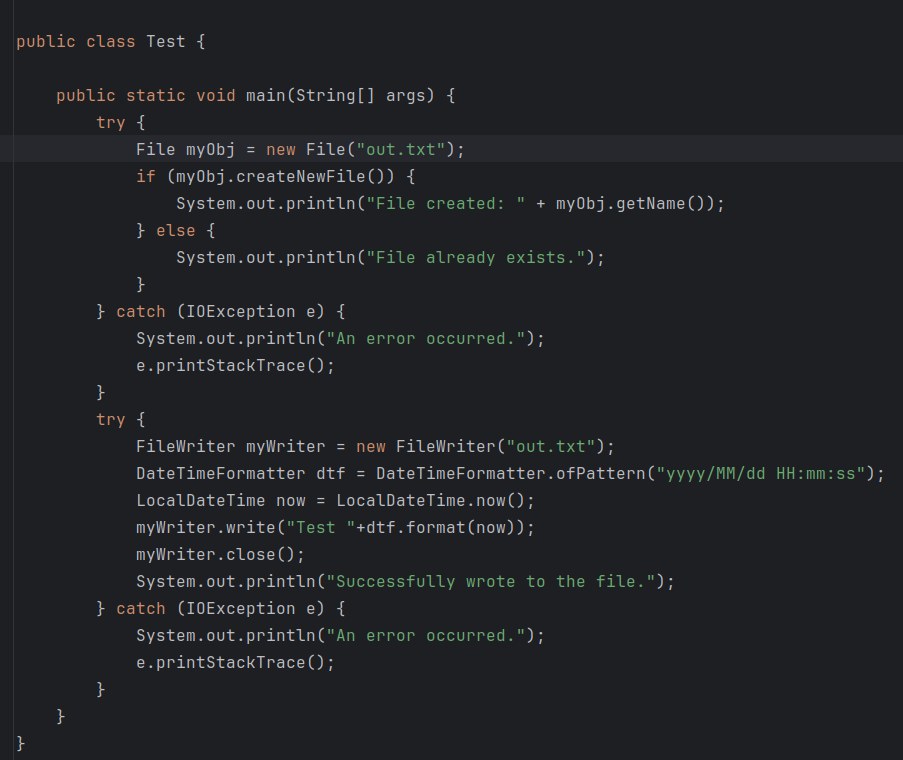 public class Test {
    public static void main(String[] args) {
        try {
            File myObj = new File("out.txt");
            if (myObj.createNewFile()) {
                System.out.println("File created: " + myObj.getName());
            } else {
                System.out.println("File already exists.");
            }
        } catch (IOException e) {
            System.out.println("An error occurred.");
            e.printStackTrace();
        }
        try {
            FileWriter myWriter = new FileWriter("out.txt");
            DateTimeFormatter dtf = DateTimeFormatter.ofPattern("yyyy/MM/dd HH:mm:ss");
            LocalDateTime now = LocalDateTime.now();
            myWriter.write("Test "+dtf.format(now));
            myWriter.close();
            System.out.println("Successfully wrote to the file.");
        } catch (IOException e) {
            System.out.println("An error occurred.");
            e.printStackTrace();
        }
    }
}